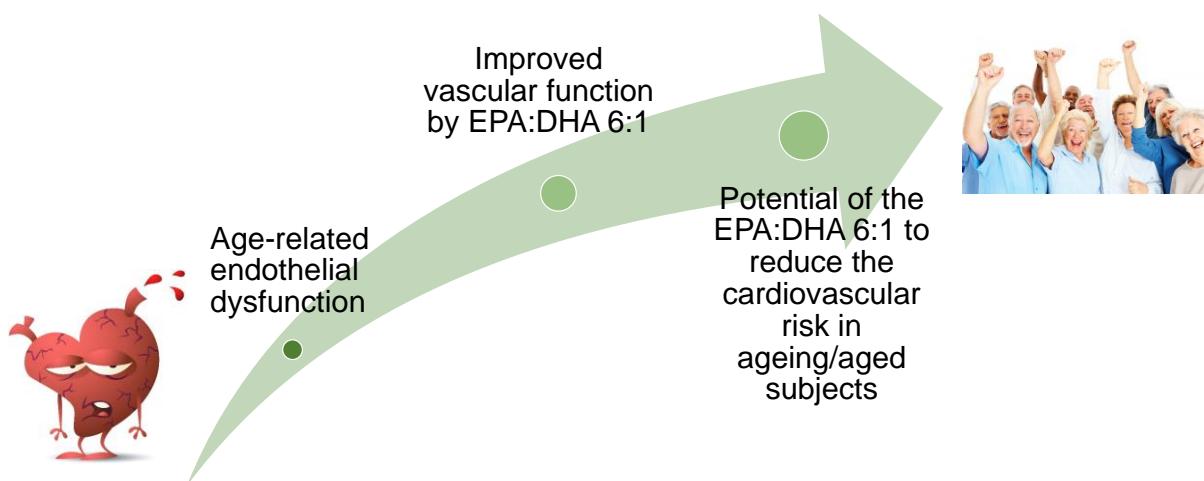 Improved
vascular function
by EPA:DHA 6:1
Age-related
endothelial
dysfunction
Potential of the
EPA:DHA 6:1 to
reduce the
cardiovascular
risk in
ageing/aged
subjects